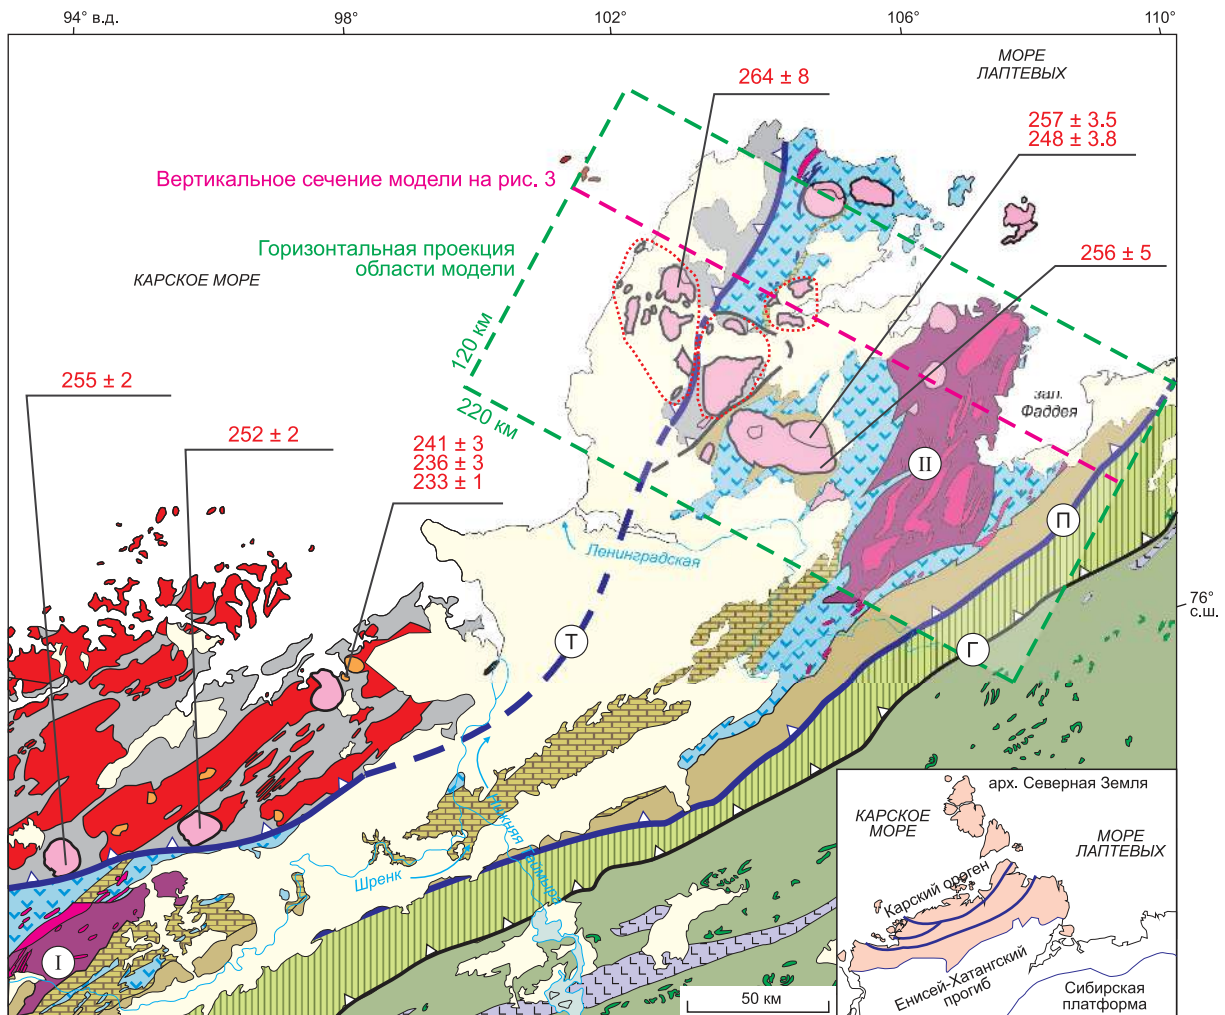 94° в.д.
98°
102°
106°
110°
МОРЕ
ЛАПТЕВЫХ
264 ± 8
257 ± 3.5
248 ± 3.8
Вертикальное сечение модели на рис. 3
Горизонтальная проекция
области модели
256 ± 5
КАРСКОЕ МОРЕ
120 км
220 км
255 ± 2
зал.
Фаддея
252 ± 2
241 ± 3
236 ± 3
233 ± 1
II
П
Ленинградская
76°
с.ш.
Т
Г
Нижняя Таймыра
Шренк
I
50 км
арх. Северная Земля
КАРСКОЕ
МОРЕ
МОРЕ
ЛАПТЕВЫХ
Карский ороген
Енисей-Хатангский
прогиб
Сибирская
платформа